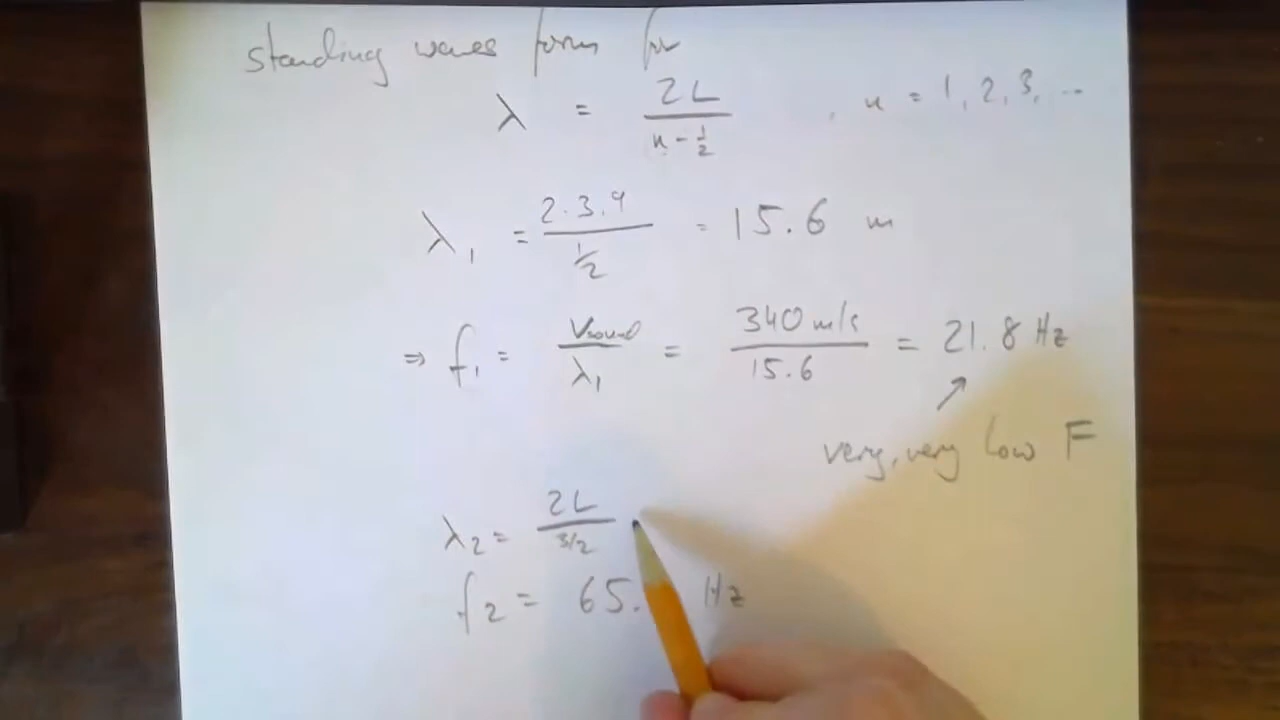 standing waves form for
λ = 2L / (n - 1/2) , n = 1, 2, 3, ...
λ₁ = 2·3.9 / (1/2) = 15.6 m
⇒ f₁ = Vsound / λ₁ = 340 m/s / 15.6 = 21.8 Hz
↗
very, very low F
λ₂ = 2L / (3/2)
f₂ = 65. Hz